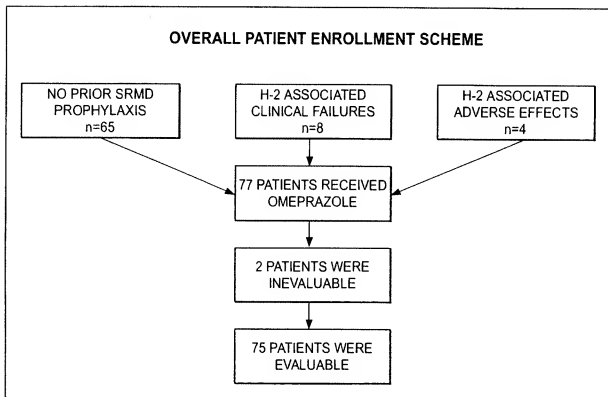 OVERALL PATIENT ENROLLMENT SCHEME
NO PRIOR SRMD
PROPHYLAXIS
n=65
H-2 ASSOCIATED
CLINICAL FAILURES
n=8
H-2 ASSOCIATED
ADVERSE EFFECTS
n=4
77 PATIENTS RECEIVED
OMEPRAZOLE
2 PATIENTS WERE
INEVALUABLE
75 PATIENTS WERE
EVALUABLE